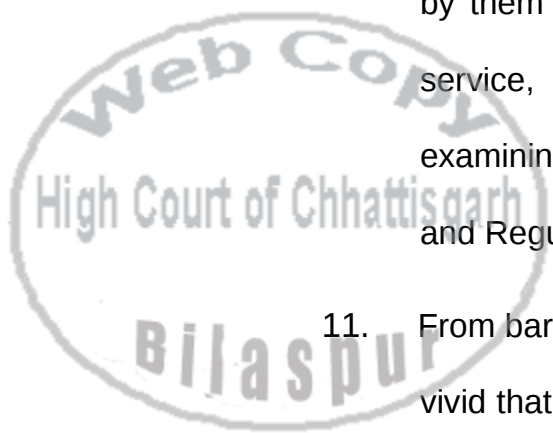 by them
Web Copy
service,
examinin
High Court of Chhattisgarh
and Regu
11. From bar
Bilaspur
vivid that